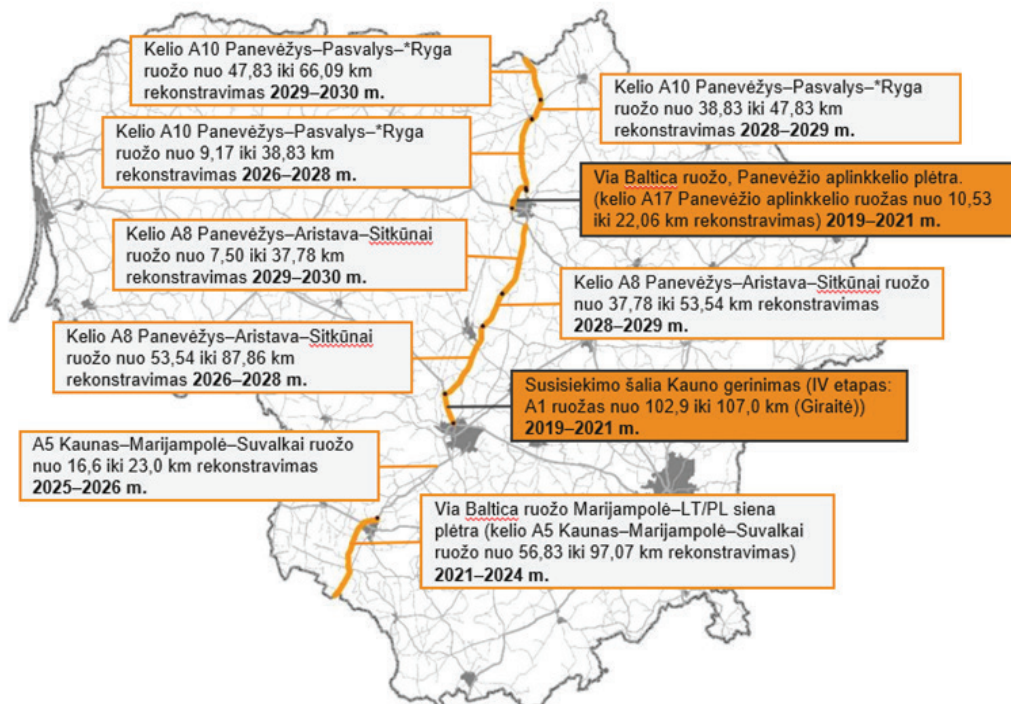 Kelio A10 Panevėžys–Pasvalys–*Ryga
ruožo nuo 47,83 iki 66,09 km
rekonstravimas 2029–2030 m.
Kelio A10 Panevėžys–Pasvalys–*Ryga
ruožo nuo 38,83 iki 47,83 km
rekonstravimas 2028–2029 m.
Kelio A10 Panevėžys–Pasvalys–*Ryga
ruožo nuo 9,17 iki 38,83 km
rekonstravimas 2026–2028 m.
Via Baltica ruožo, Panevėžio aplinkkelio plėtra.
(kelio A17 Panevėžio aplinkkelio ruožas nuo 10,53
iki 22,06 km rekonstravimas) 2019–2021 m.
Kelio A8 Panevėžys–Aristava–Sitkūnai
ruožo nuo 7,50 iki 37,78 km
rekonstravimas 2029–2030 m.
Kelio A8 Panevėžys–Aristava–Sitkūnai ruožo
nuo 37,78 iki 53,54 km rekonstravimas
2028–2029 m.
Kelio A8 Panevėžys–Aristava–Sitkūnai
ruožo nuo 53,54 iki 87,86 km
rekonstravimas 2026–2028 m.
Susisiekimo šalia Kauno gerinimas (IV etapas:
A1 ruožas nuo 102,9 iki 107,0 km (Giraitė))
2019–2021 m.
A5 Kaunas–Marijampolė–Suvalkai ruožo
nuo 16,6 iki 23,0 km rekonstravimas
2025–2026 m.
Via Baltica ruožo Marijampolė–LT/PL siena
plėtra (kelio A5 Kaunas–Marijampolė–Suvalkai
ruožo nuo 56,83 iki 97,07 km rekonstravimas)
2021–2024 m.